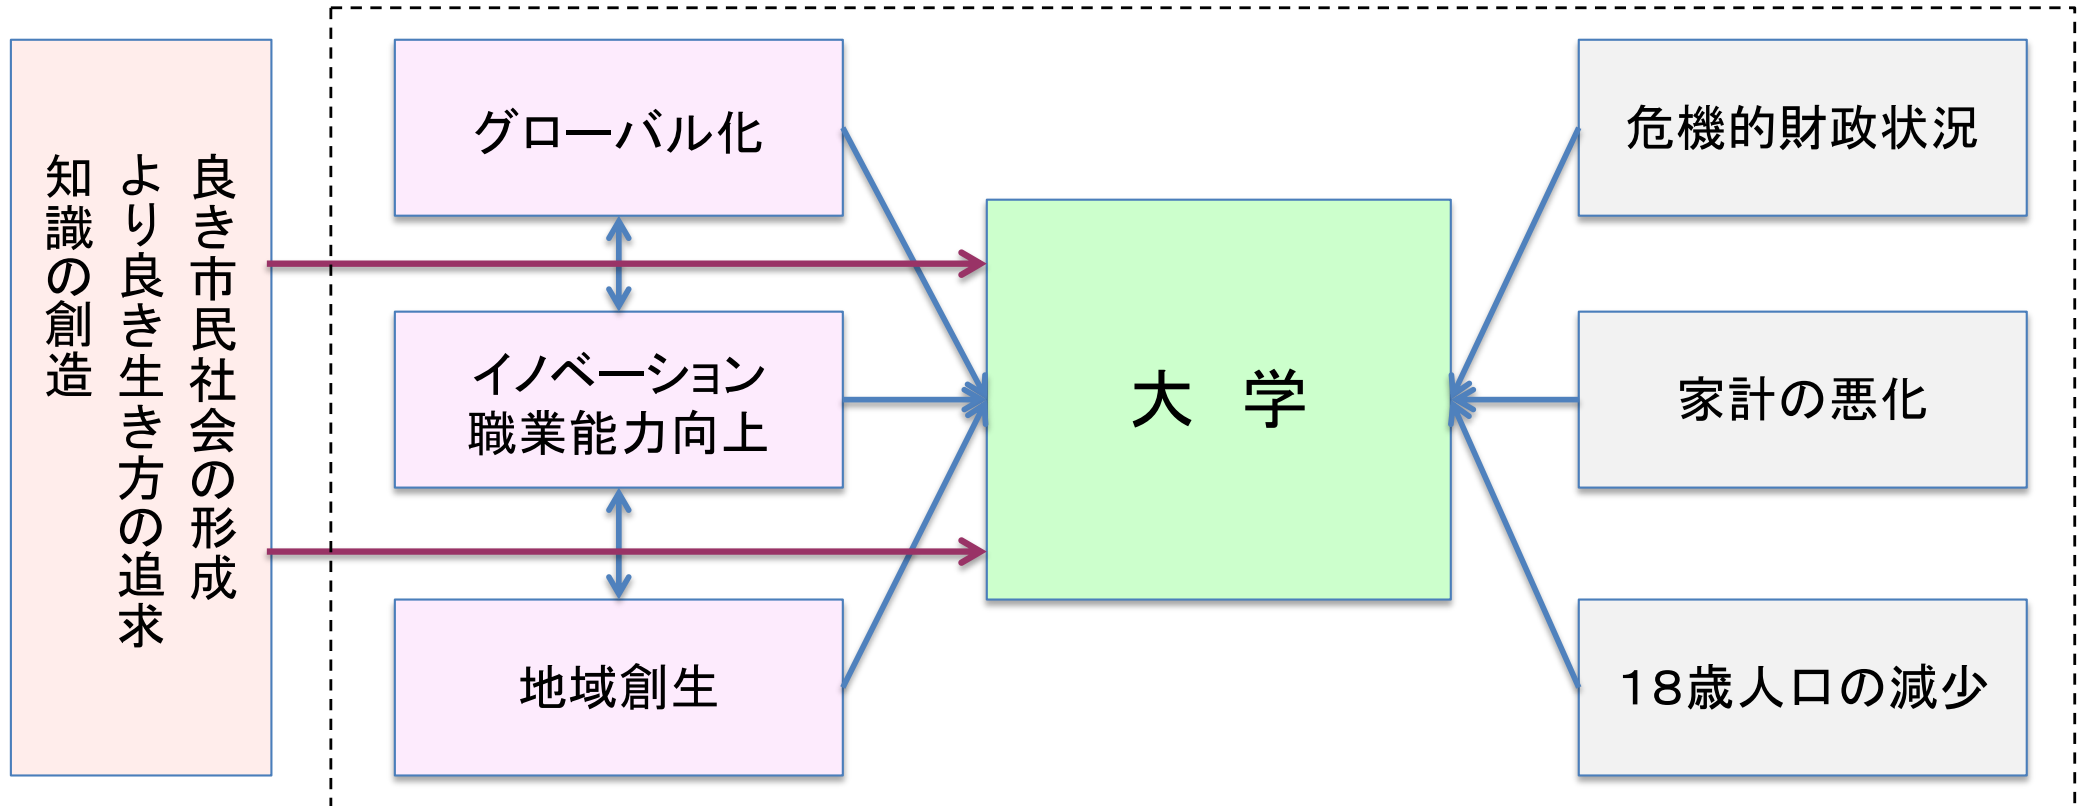 良き市民社会の形成
より良き生き方の追求
知識の創造
グローバル化
イノベーション
職業能力向上
地域創生
大　学
危機的財政状況
家計の悪化
１８歳人口の減少